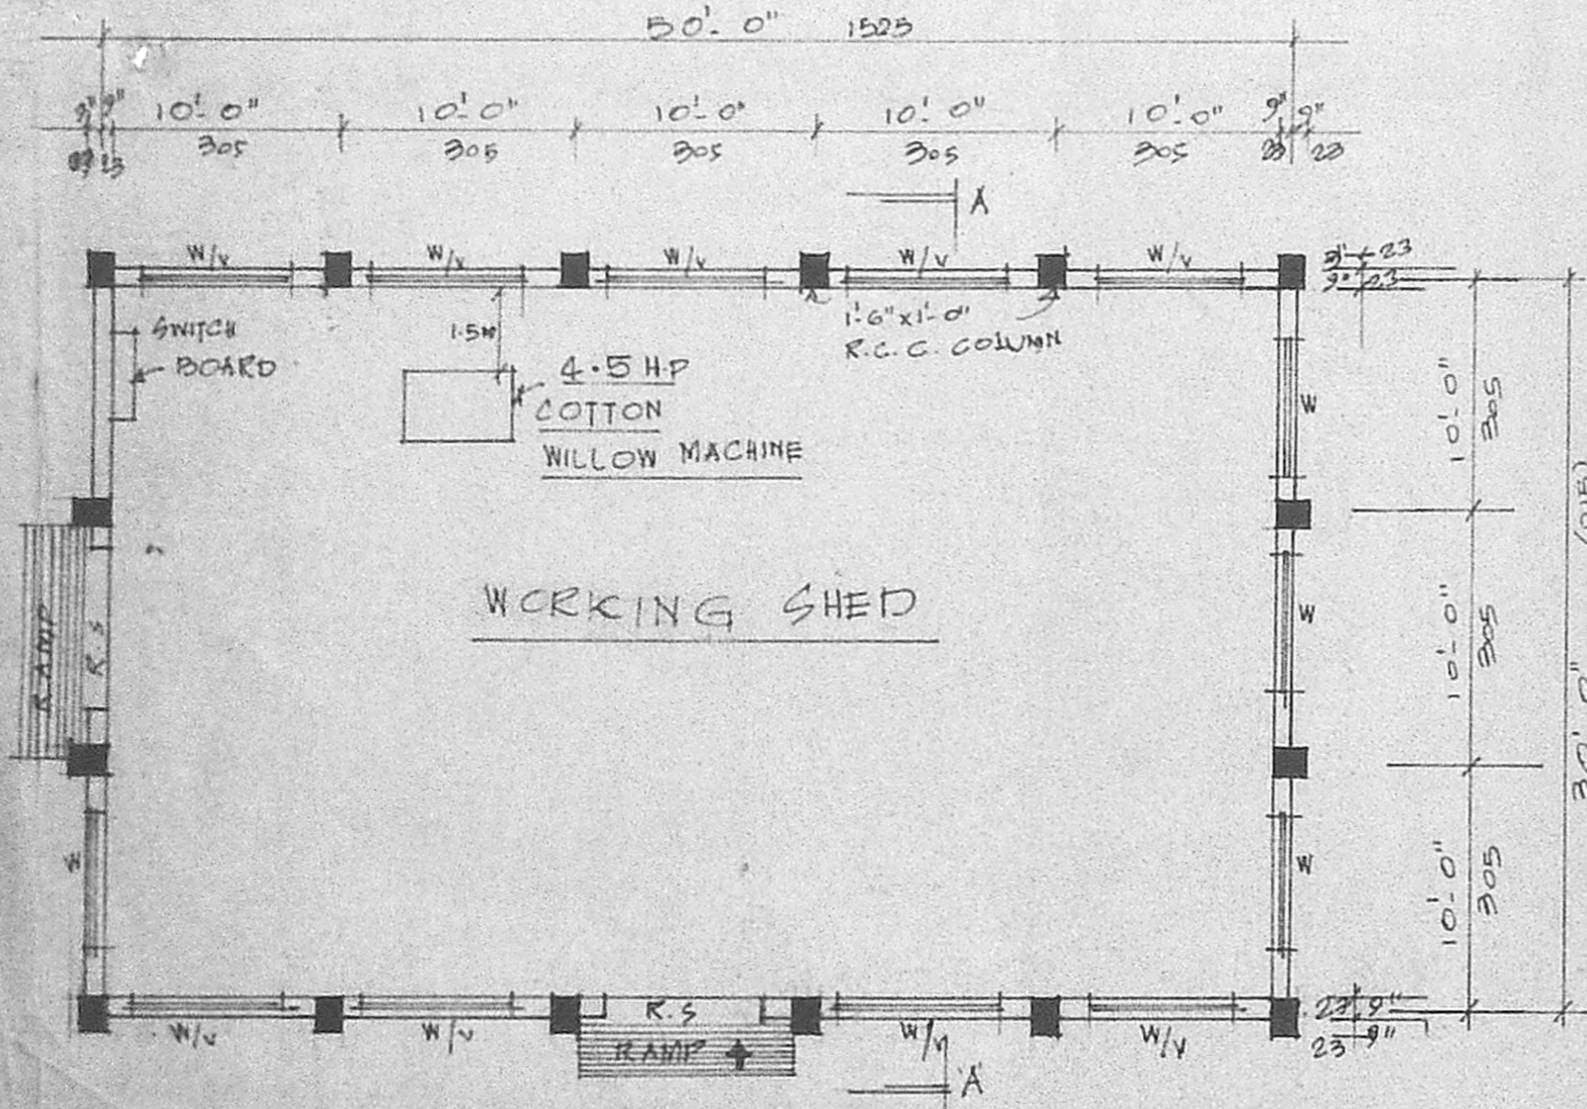 50'-0" 1525
9" 9" 10'-0" 10'-0" 10'-0" 10'-0" 10'-0" 9" 9"
23 305 305 305 305 305 23 23
A
W/V W/V W/V W/V W/V
9" 23
9" 23
SWITCH
BOARD
1.5M
1'-6"x1'-0"
R.C.C. COLUMN
4.5 HP
COTTON
WILLOW MACHINE
W
10'-0"
305
WORKING SHED
RAMP
R.S
W
10'-0"
305
30'-0"
W
W
10'-0"
305
R.S
W/V W/V W/V W/V
RAMP
23 9"
23 9"
'A'